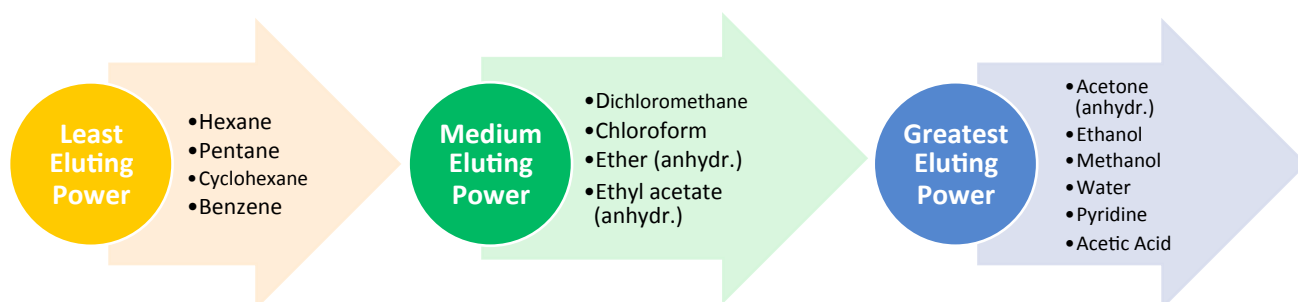 Least
Eluting
Power
•Hexane
•Pentane
•Cyclohexane
•Benzene
Medium
Eluting
Power
•Dichloromethane
•Chloroform
•Ether (anhydr.)
•Ethyl acetate
(anhydr.)
Greatest
Eluting
Power
•Acetone
(anhydr.)
•Ethanol
•Methanol
•Water
•Pyridine
•Acetic Acid